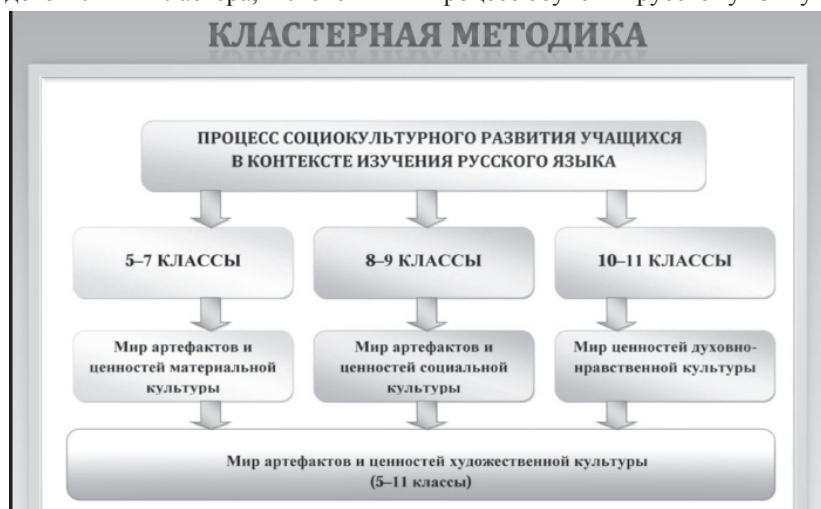 КЛАСТЕРНАЯ МЕТОДИКА
ПРОЦЕСС СОЦИОКУЛЬТУРНОГО РАЗВИТИЯ УЧАЩИХСЯ
В КОНТЕКСТЕ ИЗУЧЕНИЯ РУССКОГО ЯЗЫКА
5–7 КЛАССЫ
8–9 КЛАССЫ
10–11 КЛАССЫ
Мир артефактов и
ценностей материальной
культуры
Мир артефактов и
ценностей социальной
культуры
Мир ценностей духовно-
нравственной культуры
Мир артефактов и ценностей художественной культуры
(5–11 классы)